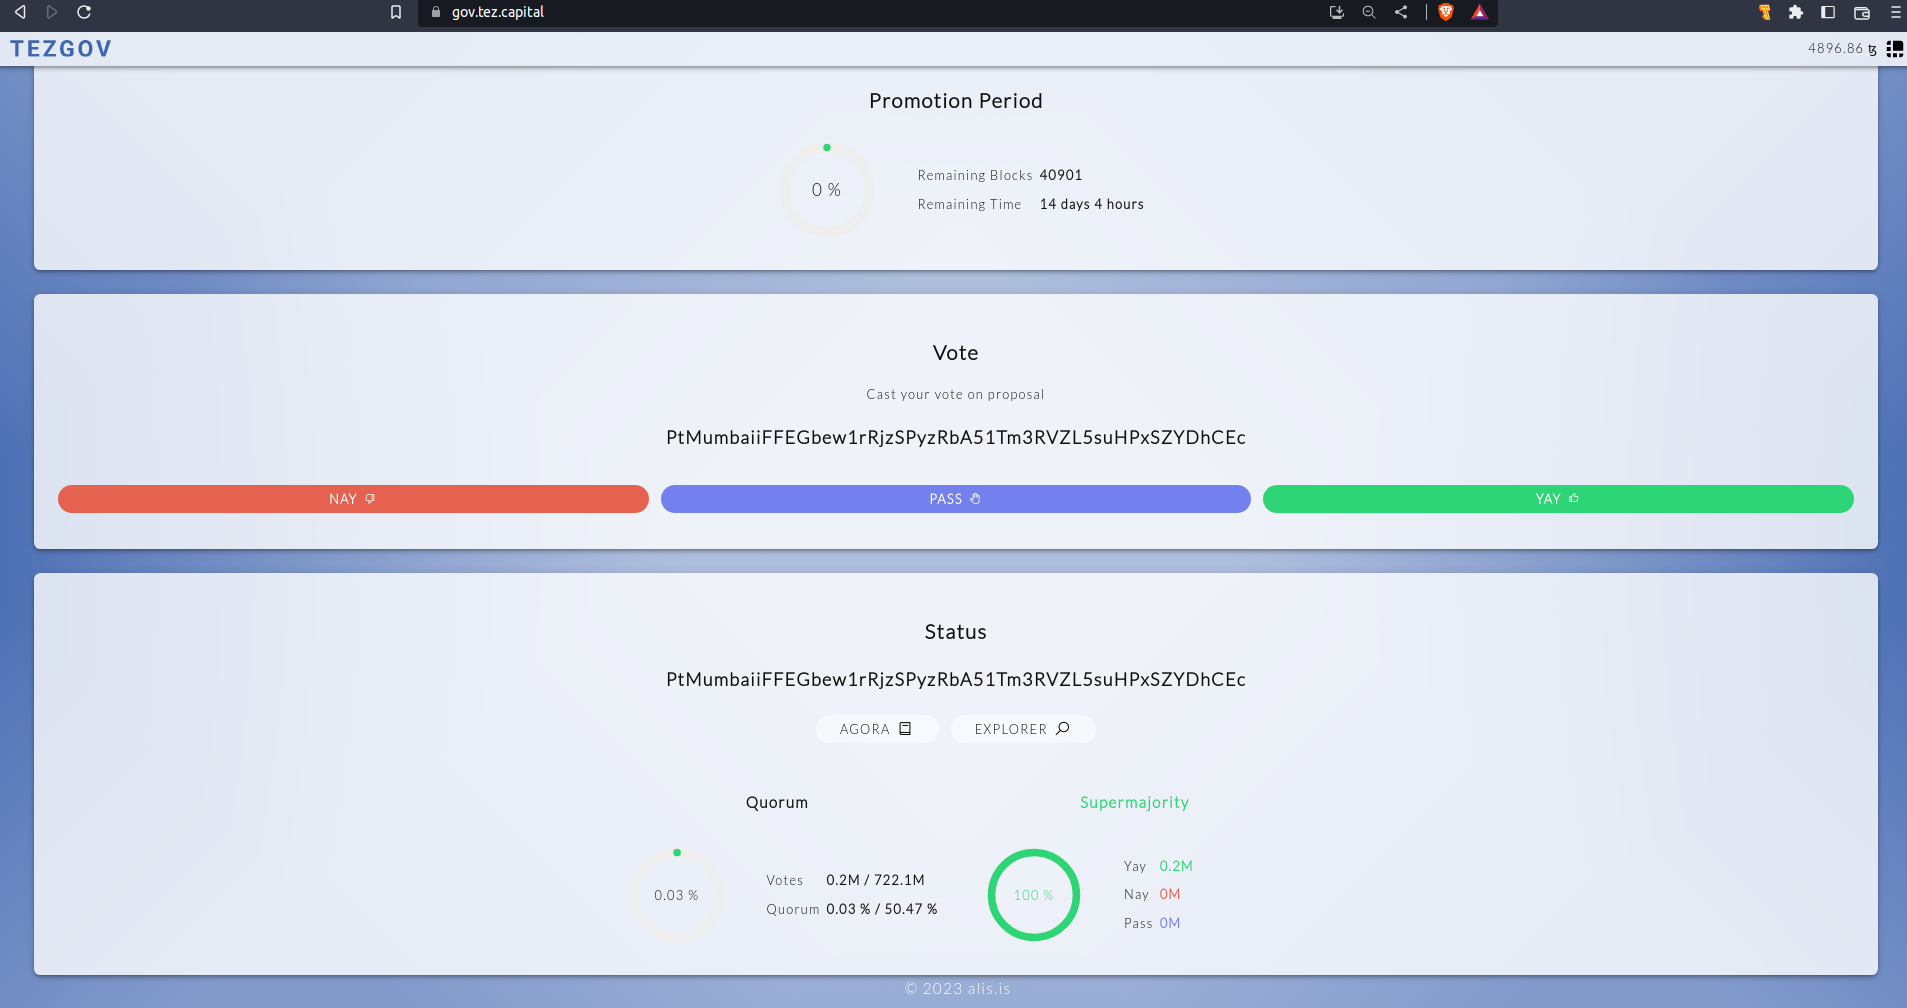 gov.tez.capital
TEZGOV
4896.86 ꜩ
Promotion Period
0 %
Remaining Blocks 40901
Remaining Time 14 days 4 hours
Vote
Cast your vote on proposal
PtMumbaiiFFEGbew1rRjzSPyzRbA51Tm3RVZL5suHPxSZYDhCEc
NAY
PASS
YAY
Status
PtMumbaiiFFEGbew1rRjzSPyzRbA51Tm3RVZL5suHPxSZYDhCEc
AGORA
EXPLORER
Quorum
0.03 %
Votes 0.2M / 722.1M
Quorum 0.03 % / 50.47 %
Supermajority
100 %
Yay 0.2M
Nay 0M
Pass 0M
© 2023 alis.is